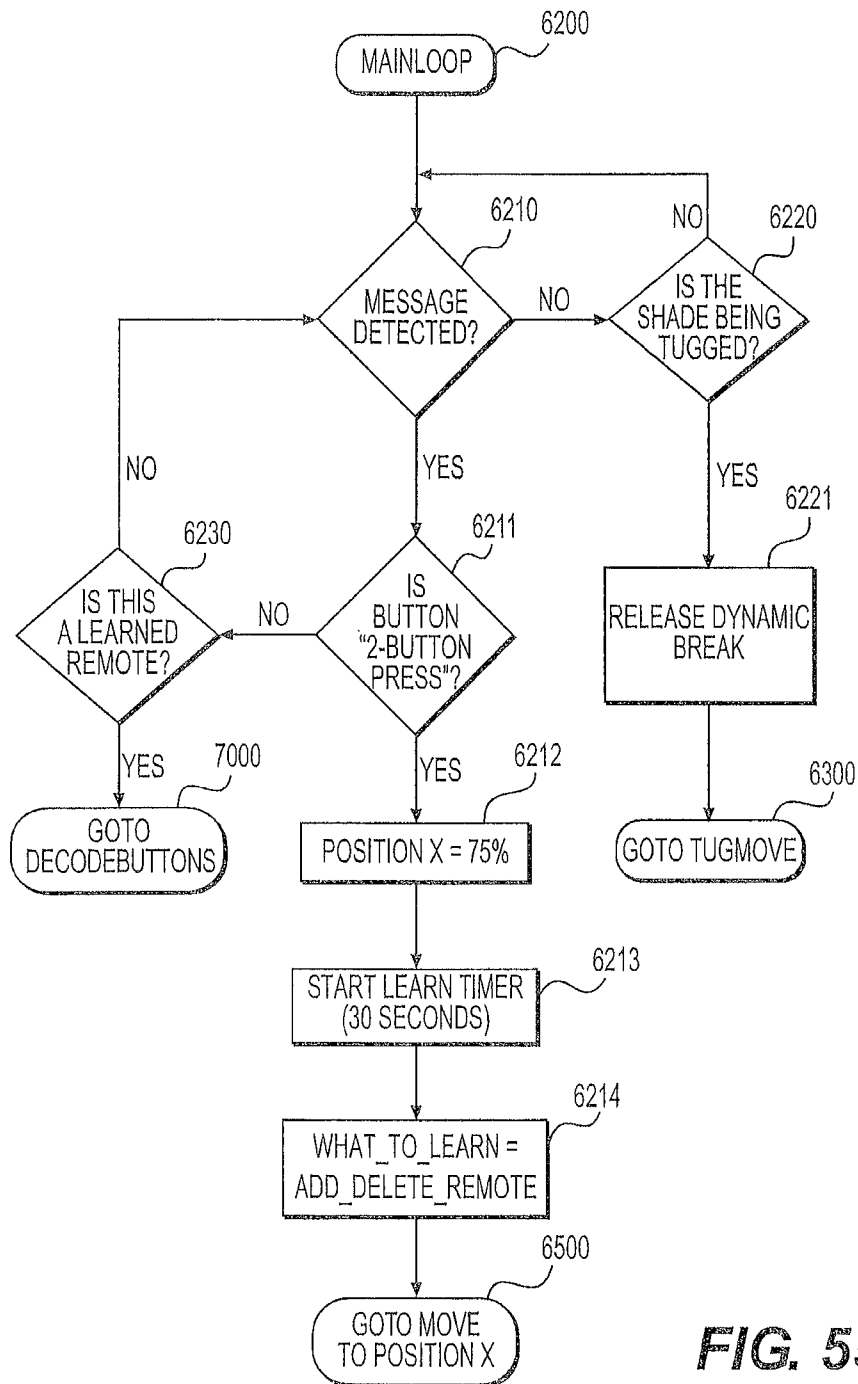 6200
MAINLOOP
6210
NO
6220
MESSAGE
DETECTED?
NO
IS THE
SHADE BEING
TUGGED?
NO
YES
YES
6230
6211
6221
IS THIS
A LEARNED
REMOTE?
NO
IS
BUTTON
"2-BUTTON
PRESS"?
RELEASE DYNAMIC
BREAK
YES
7000
YES
6212
6300
GOTO
DECODEBUTTONS
POSITION X = 75%
GOTO TUGMOVE
6213
START LEARN TIMER
(30 SECONDS)
6214
WHAT_TO_LEARN =
ADD_DELETE_REMOTE
6500
GOTO MOVE
TO POSITION X
FIG.